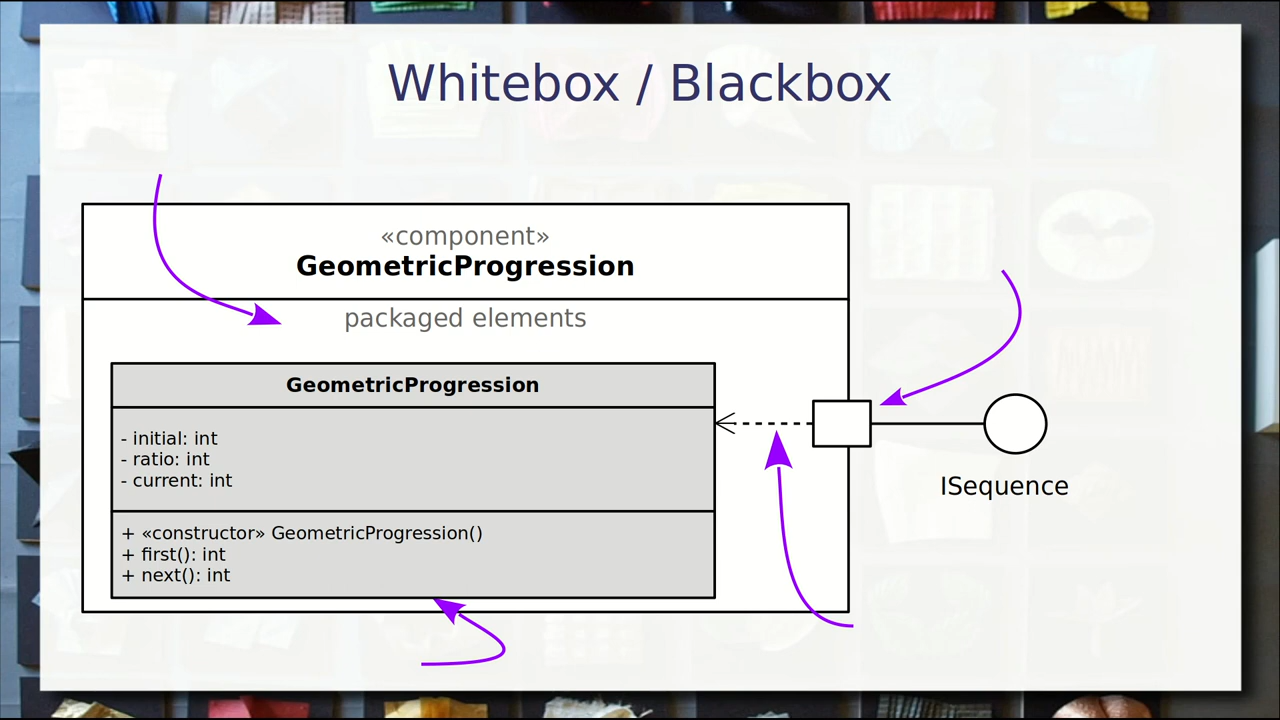 Whitebox / Blackbox
«component»
GeometricProgression
packaged elements
GeometricProgression
- initial: int
- ratio: int
- current: int
+ «constructor» GeometricProgression()
+ first(): int
+ next(): int
ISequence